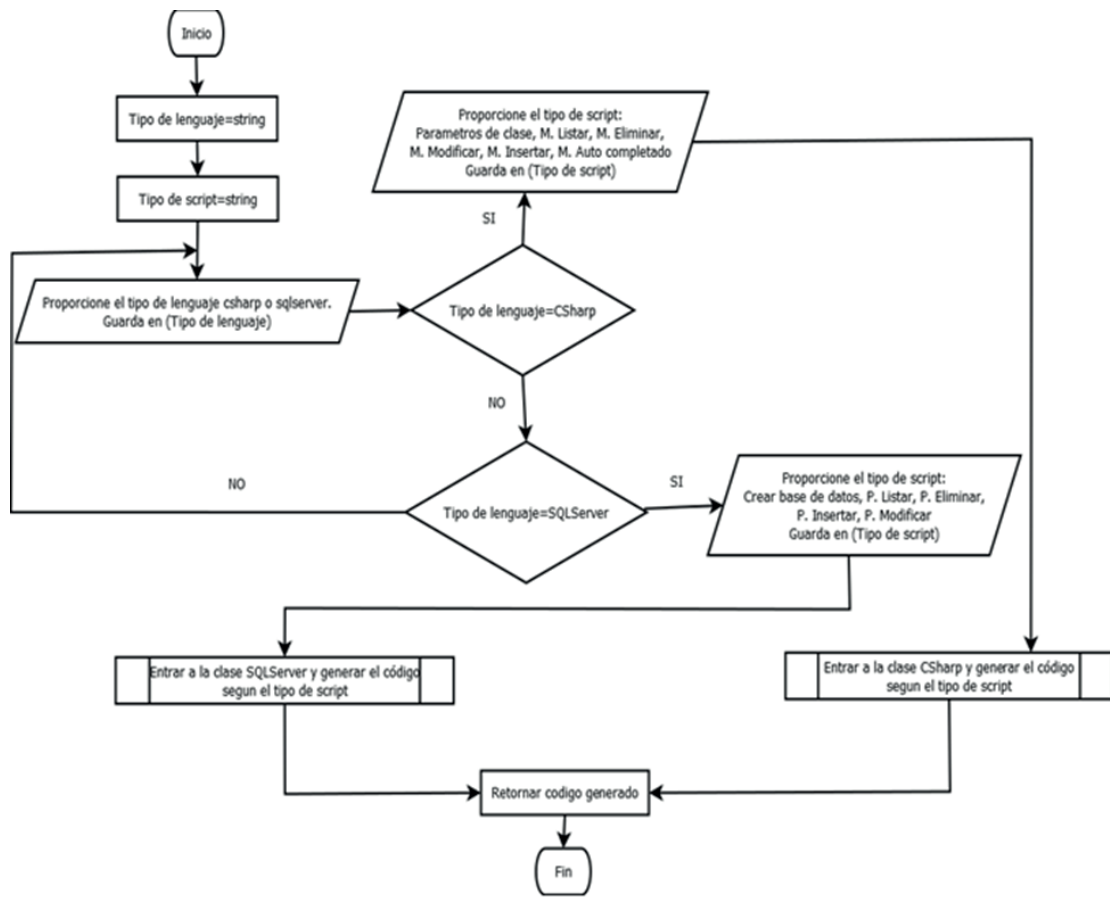 Inicio
Tipo de lenguaje=string
Tipo de script=string
Proporcione el tipo de lenguaje csharp o sqlserver.
Guarda en (Tipo de lenguaje)
Tipo de lenguaje=CSharp
SI
Proporcione el tipo de script:
Parametros de clase, M. Listar, M. Eliminar,
M. Modificar, M. Insertar, M. Auto completado
Guarda en (Tipo de script)
NO
Tipo de lenguaje=SQLServer
NO
SI
Proporcione el tipo de script:
Crear base de datos, P. Listar, P. Eliminar,
P. Insertar, P. Modificar
Guarda en (Tipo de script)
Entrar a la clase SQLServer y generar el código
segun el tipo de script
Entrar a la clase CSharp y generar el código
segun el tipo de script
Retornar codigo generado
Fin